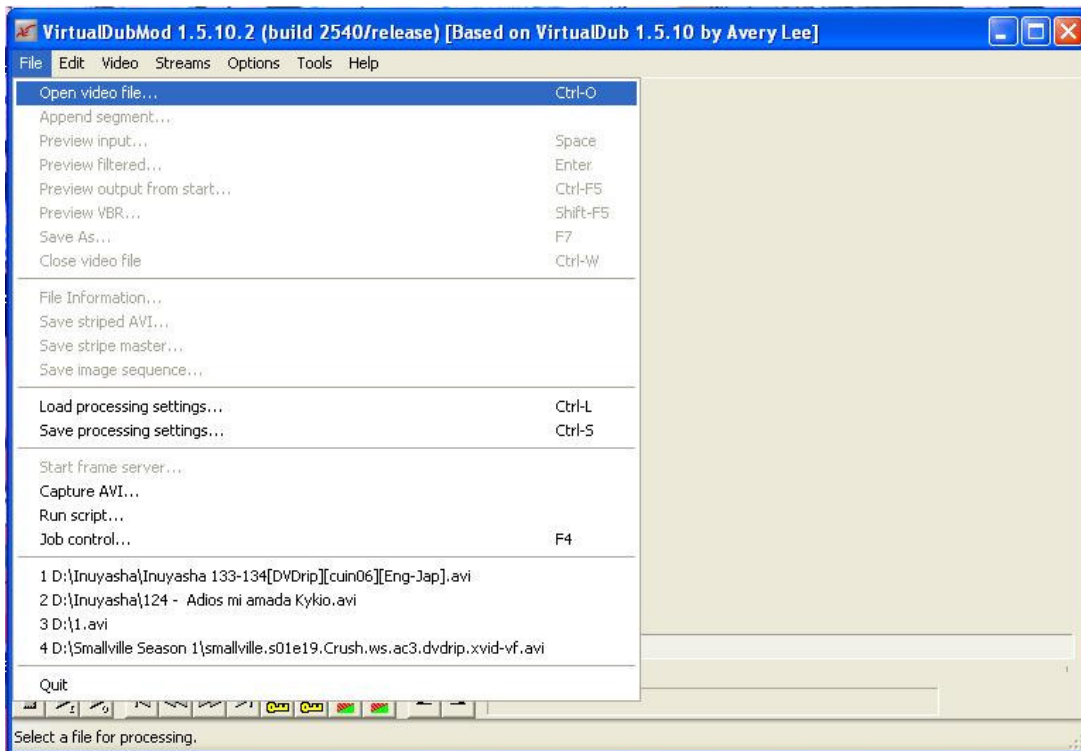 VirtualDubMod 1.5.10.2 (build 2540/release) [Based on VirtualDub 1.5.10 by Avery Lee]
File Edit Video Streams Options Tools Help
Open video file... Ctrl-O
Append segment...
Preview input... Space
Preview filtered... Enter
Preview output from start... Ctrl-F5
Preview VBR... Shift-F5
Save As... F7
Close video file Ctrl-W
File Information...
Save striped AVI...
Save stripe master...
Save image sequence...
Load processing settings... Ctrl-L
Save processing settings... Ctrl-S
Start frame server...
Capture AVI...
Run script...
Job control... F4
1 D:\Inuyasha\Inuyasha 133-134[DVDrip][cuin06][Eng-Jap].avi
2 D:\Inuyasha\124 - Adios mi amada Kykio.avi
3 D:\1.avi
4 D:\Smallville Season 1\smallville.s01e19.Crush.ws.ac3.dvdrip.xvid-vf.avi
Quit
Select a file for processing.